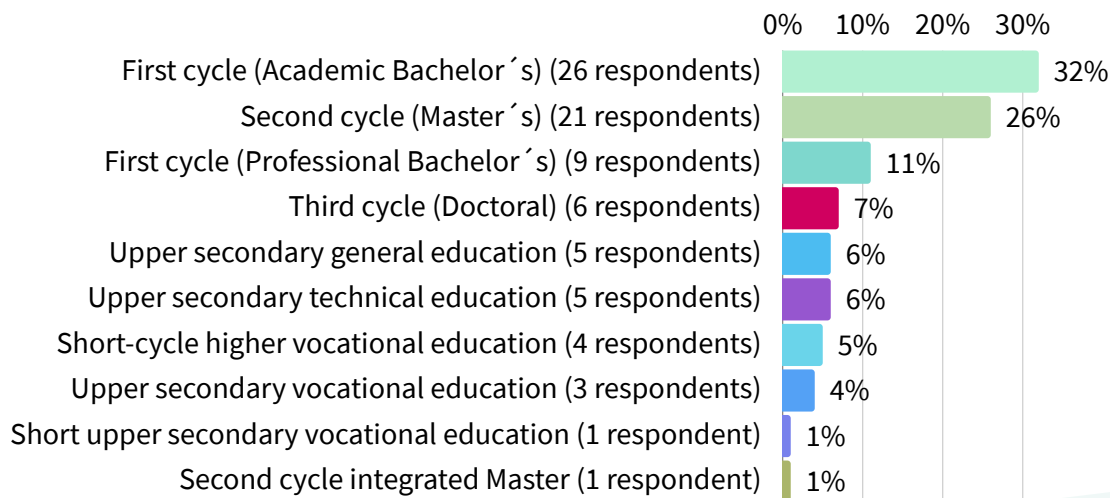 0% 10% 20% 30%
First cycle (Academic Bachelor´s) (26 respondents) 32%
Second cycle (Master´s) (21 respondents) 26%
First cycle (Professional Bachelor´s) (9 respondents) 11%
Third cycle (Doctoral) (6 respondents) 7%
Upper secondary general education (5 respondents) 6%
Upper secondary technical education (5 respondents) 6%
Short-cycle higher vocational education (4 respondents) 5%
Upper secondary vocational education (3 respondents) 4%
Short upper secondary vocational education (1 respondent) 1%
Second cycle integrated Master (1 respondent) 1%